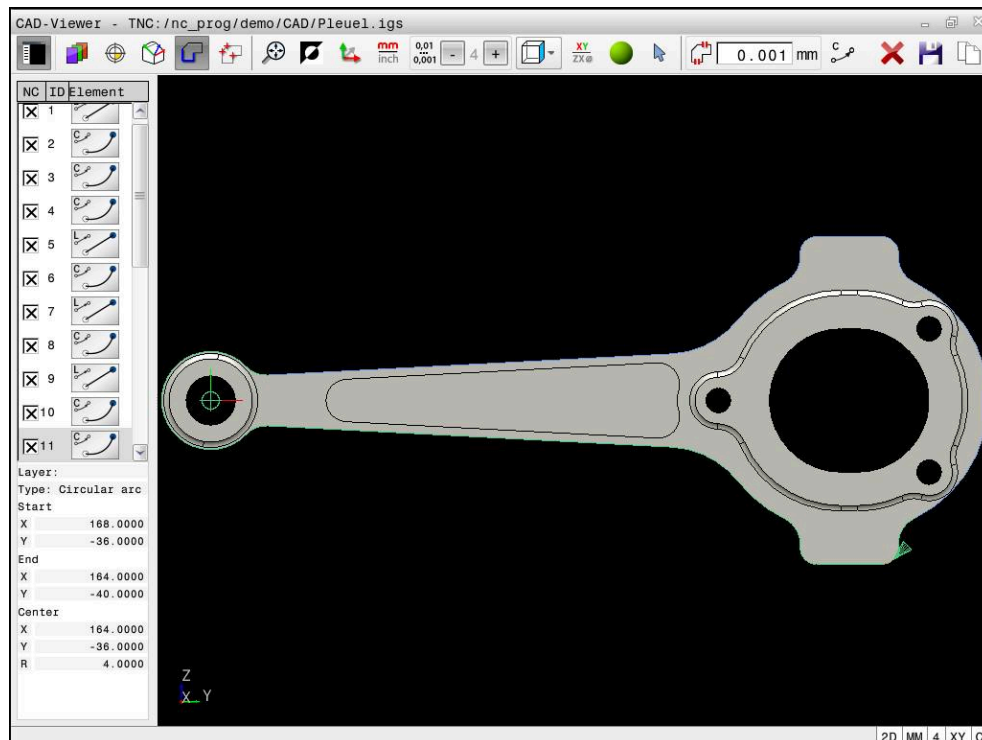 CAD-Viewer - TNC:/nc_prog/demo/CAD/Pleuel.igs
mm
inch
0,01
0,001
- 4 +
XY
ZX
0.001 mm
C
NC ID Element
1
2 C
3 C
4 C
5 L
6 C
7 L
8 C
9 L
10 C
11 C
Layer:
Type: Circular arc
Start
X 168.0000
Y -36.0000
End
X 164.0000
Y -40.0000
Center
X 164.0000
Y -36.0000
R 4.0000
Z
X Y
2D MM 4 XY